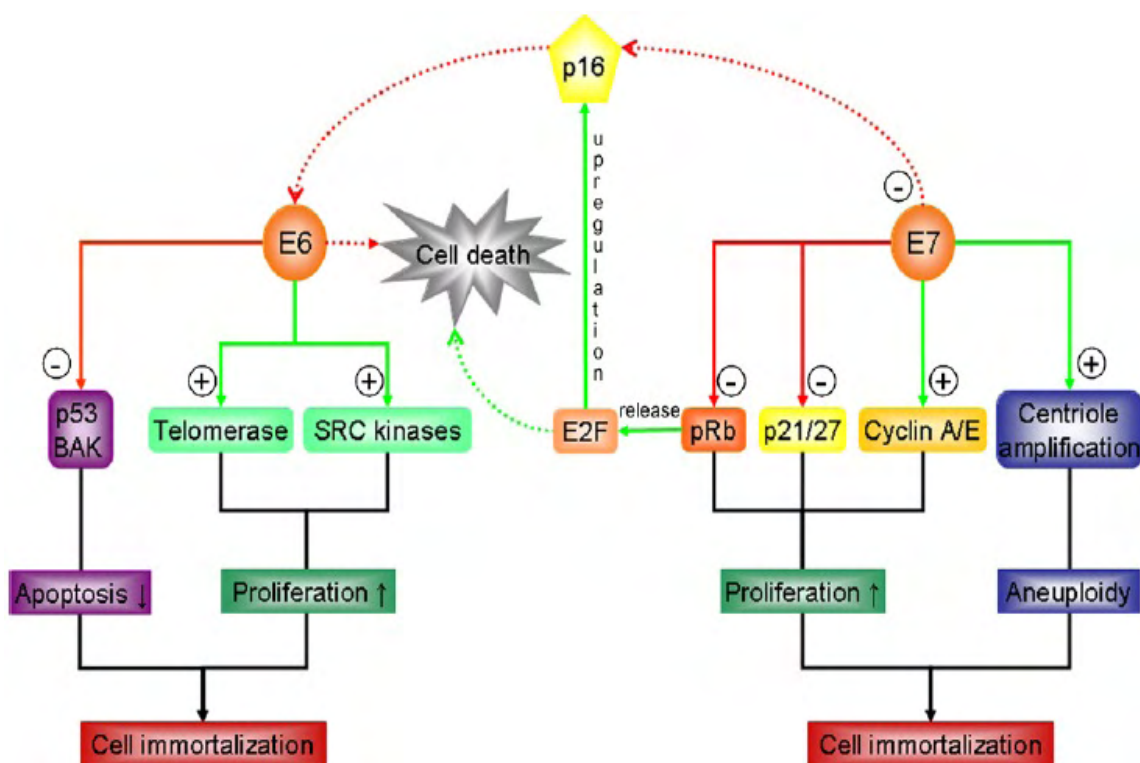 p16
upregulation
-
E6
Cell death
E7
-
+
+
-
-
+
+
p53
BAK
Telomerase
SRC kinases
E2F
release
pRb
p21/27
Cyclin A/E
Centriole
amplification
Apoptosis ↓
Proliferation ↑
Proliferation ↑
Aneuploidy
Cell immortalization
Cell immortalization